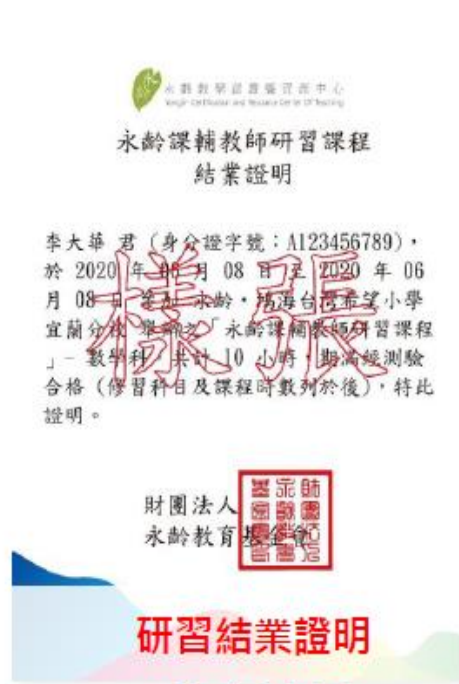 永齡教學認證暨資源中心
永齡課輔教師研習課程
結業證明
李大華 君 (身分證字號：A123456789)，
於 2020 年 06 月 08 日 至 2020 年 06
月 08 日 參加 永齡・鴻海台灣希望小學
宜蘭分校 舉辦之「永齡課輔教師研習課程
」- 數學科，共計 10 小時，期滿經測驗
合格 (修習科目及課程時數列於後)，特此
證明。
樣張
財團法人
永齡教育基金會
研習結業證明